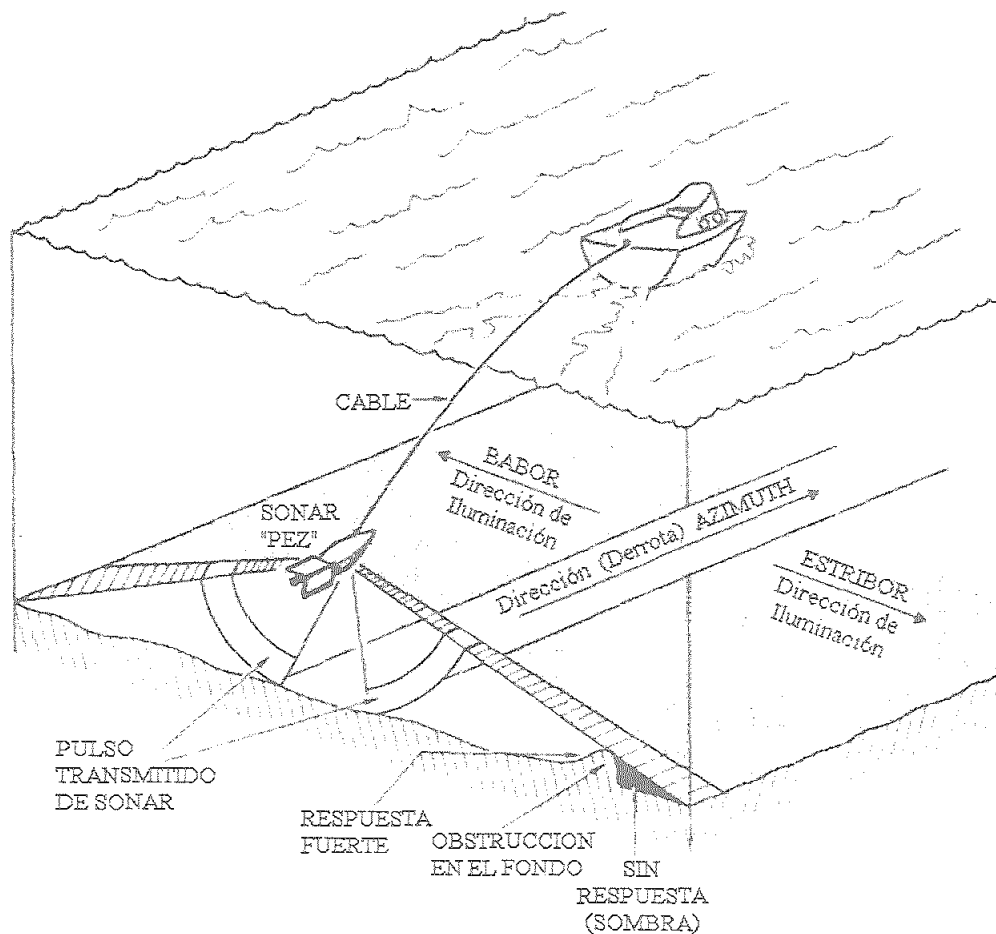 CABLE
BABOR
Dirección de
Iluminación
SONAR
"PEZ"
Dirección (Derrota) AZIMUTH
ESTRIBOR
Dirección de
Iluminación
PULSO
TRANSMITIDO
DE SONAR
RESPUESTA
FUERTE
OBSTRUCCION
EN EL FONDO
SIN
RESPUESTA
(SOMBRA)